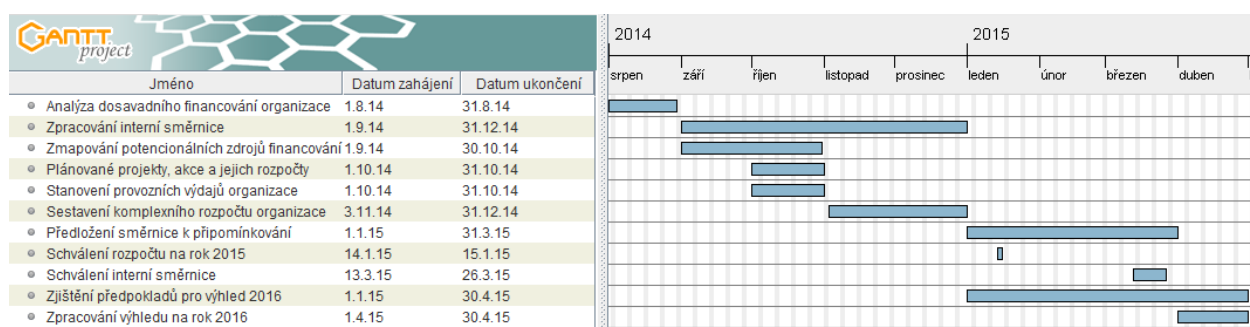 GANTT project
2014 2015
Jméno Datum zahájení Datum ukončení
srpen září říjen listopad prosinec leden únor březen duben
Analýza dosavadního financování organizace 1.8.14 31.8.14
Zpracování interní směrnice 1.9.14 31.12.14
Zmapování potencionálních zdrojů financování 1.9.14 30.10.14
Plánované projekty, akce a jejich rozpočty 1.10.14 31.10.14
Stanovení provozních výdajů organizace 1.10.14 31.10.14
Sestavení komplexního rozpočtu organizace 3.11.14 31.12.14
Předložení směrnice k připomínkování 1.1.15 31.3.15
Schválení rozpočtu na rok 2015 14.1.15 15.1.15
Schválení interní směrnice 13.3.15 26.3.15
Zjištění předpokladů pro výhled 2016 1.1.15 30.4.15
Zpracování výhledu na rok 2016 1.4.15 30.4.15